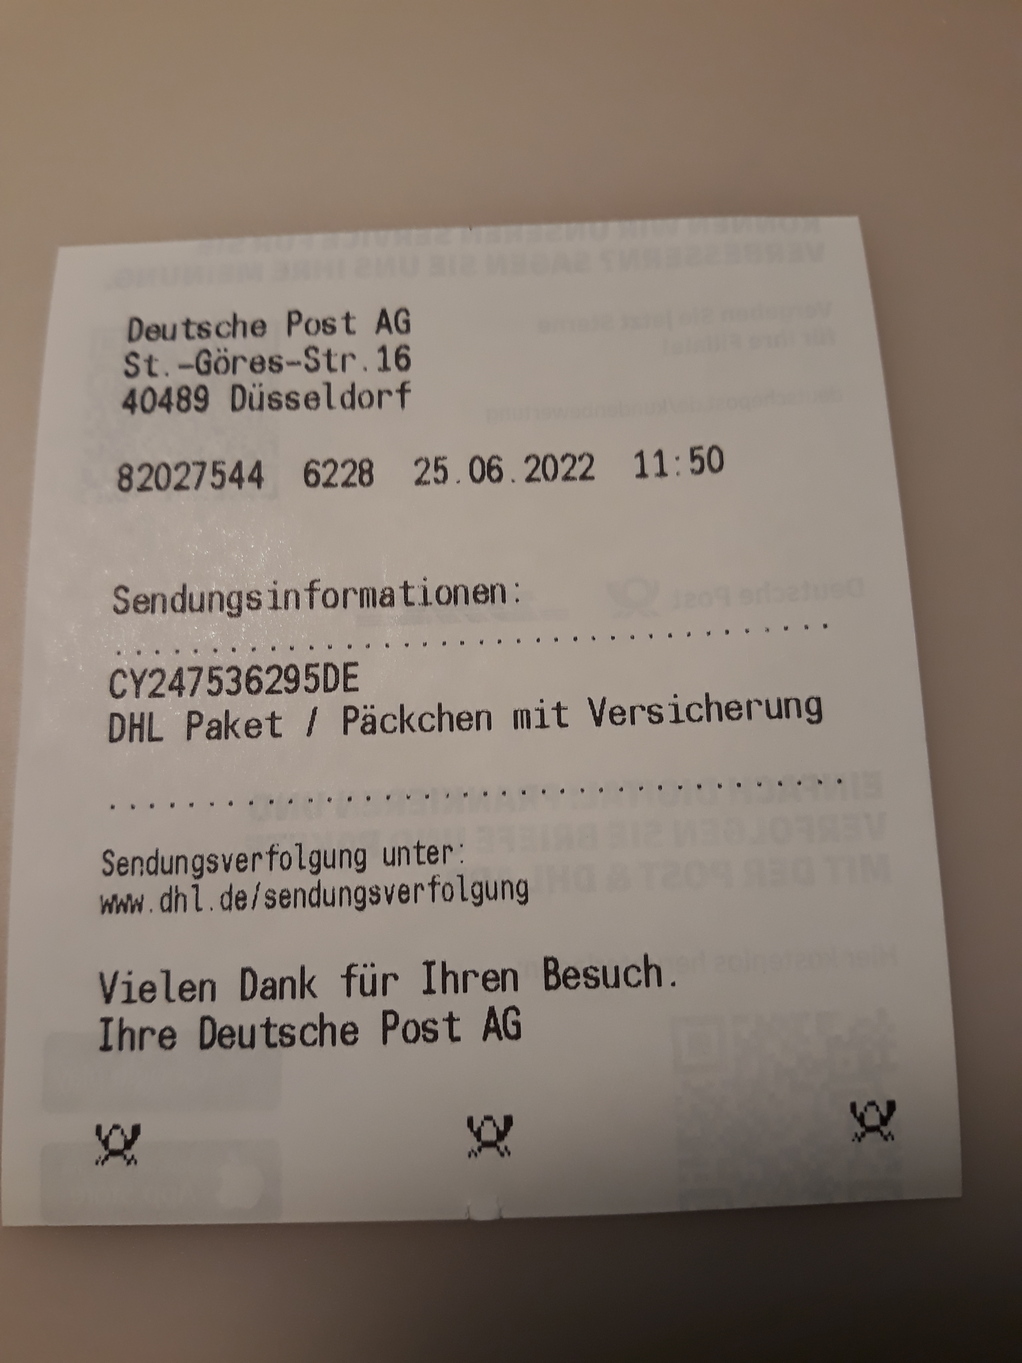 Deutsche Post AG
St.-Göres-Str.16
40489 Düsseldorf
82027544 6228 25.06.2022 11:50
Sendungsinformationen:
CY247536295DE
DHL Paket / Päckchen mit Versicherung
Sendungsverfolgung unter:
www.dhl.de/sendungsverfolgung
Vielen Dank für Ihren Besuch.
Ihre Deutsche Post AG